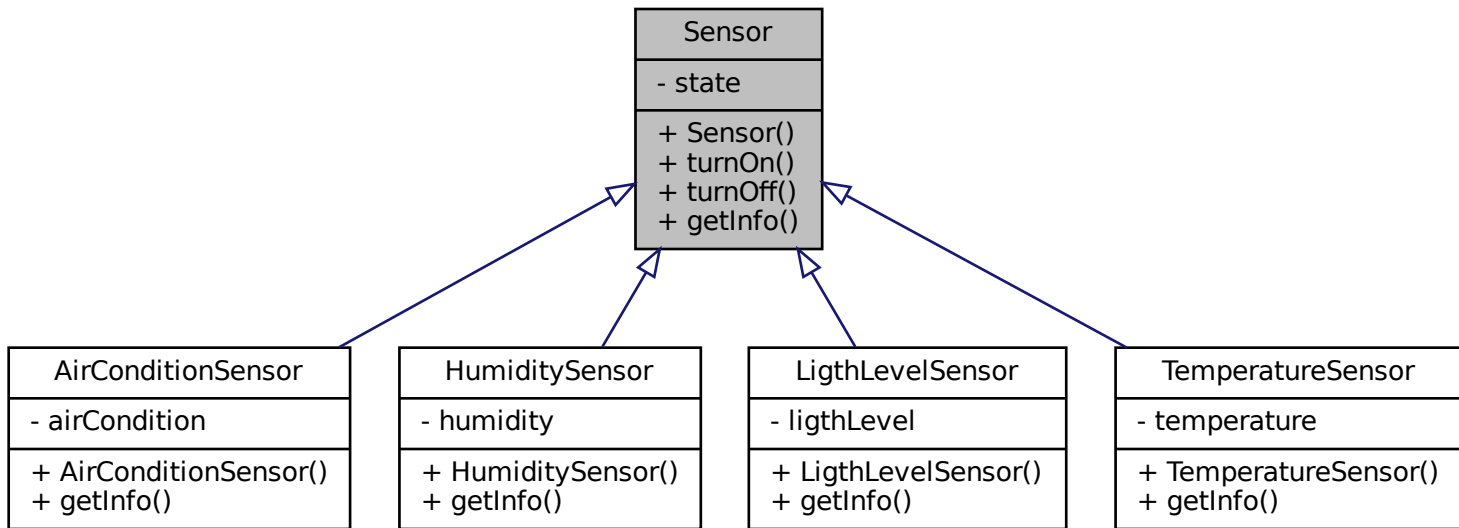 Sensor
- state
+ Sensor()
+ turnOn()
+ turnOff()
+ getInfo()
AirConditionSensor
- airCondition
+ AirConditionSensor()
+ getInfo()
HumiditySensor
- humidity
+ HumiditySensor()
+ getInfo()
LigthLevelSensor
- ligthLevel
+ LigthLevelSensor()
+ getInfo()
TemperatureSensor
- temperature
+ TemperatureSensor()
+ getInfo()